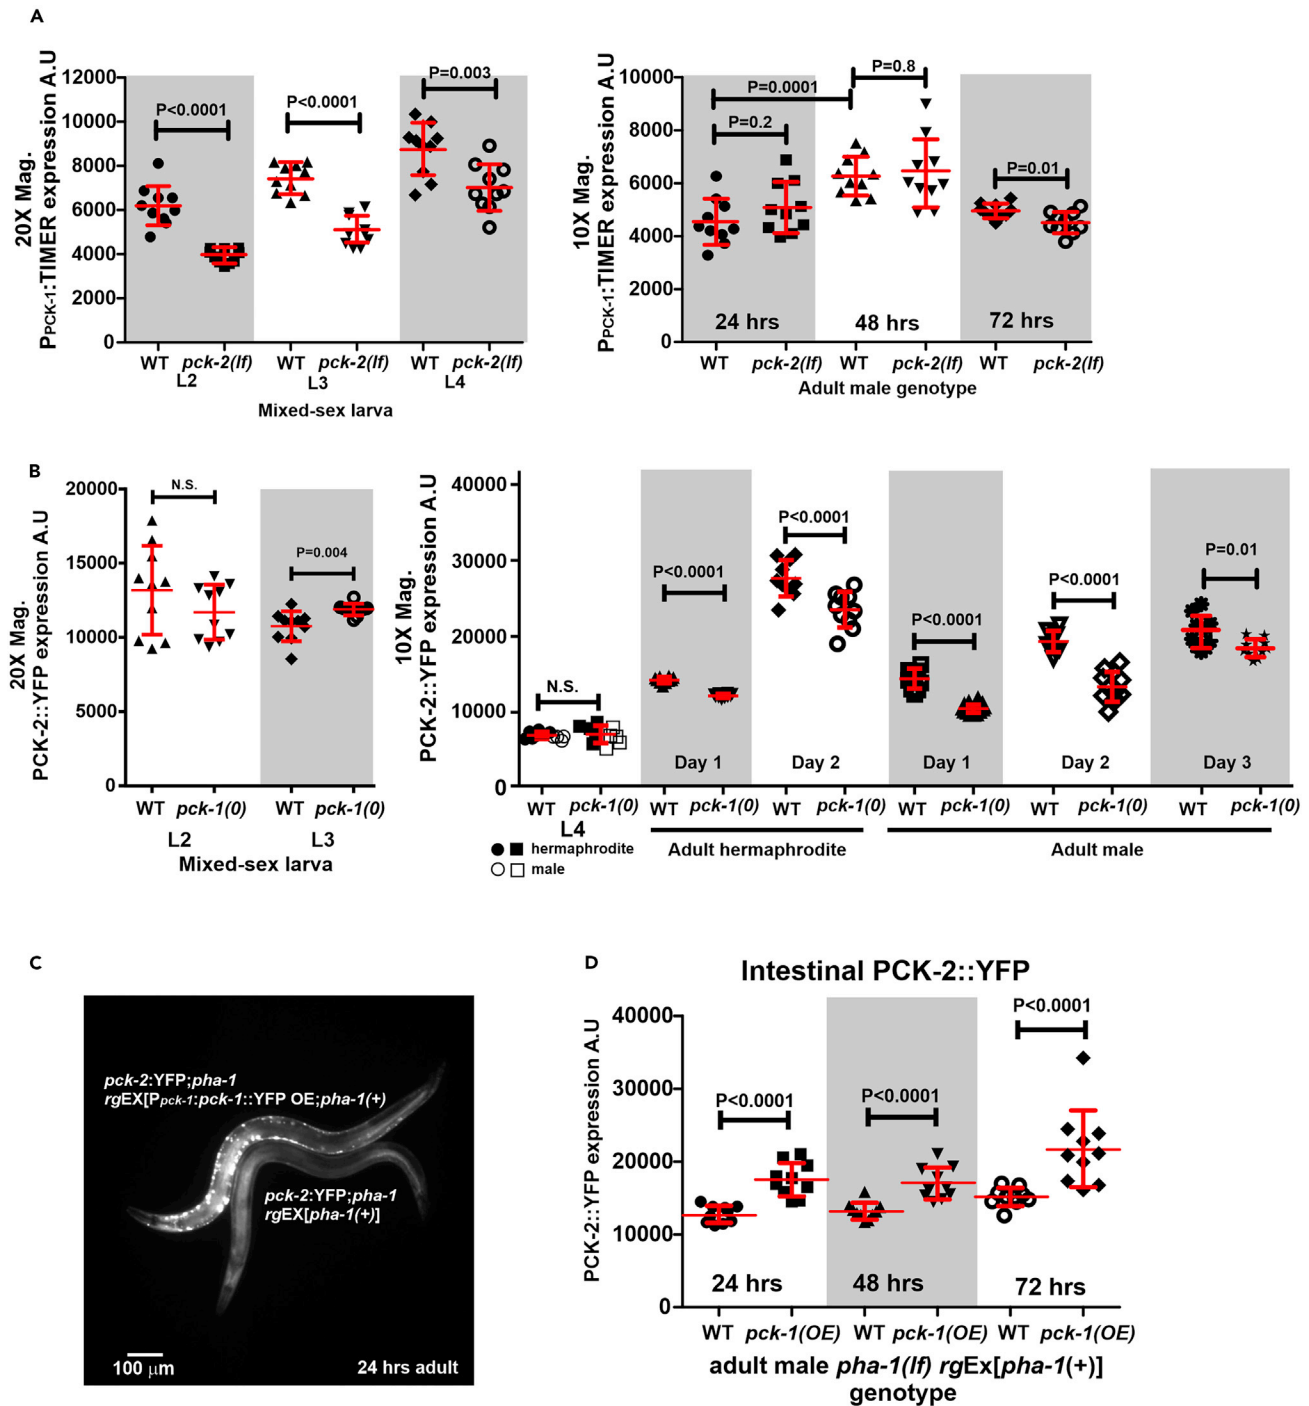 A
20X Mag.
PPCK-1:TIMER expression A.U
12000
10000
8000
6000
4000
2000
0
P<0.0001
P<0.0001
P=0.003
WT pck-2(lf) WT pck-2(lf) WT pck-2(lf)
L2 L3 L4
Mixed-sex larva
10X Mag.
PPCK-1:TIMER expression A.U
10000
8000
6000
4000
2000
0
P=0.8
P=0.0001
P=0.2
P=0.01
24 hrs 48 hrs 72 hrs
WT pck-2(lf) WT pck-2(lf) WT pck-2(lf)
Adult male genotype
B
20X Mag.
PCK-2::YFP expression A.U
20000
15000
10000
5000
0
N.S.
P=0.004
WT pck-1(0) WT pck-1(0)
L2 L3
Mixed-sex larva
10X Mag.
PCK-2::YFP expression A.U
40000
30000
20000
10000
0
N.S.
P<0.0001
P<0.0001
P<0.0001
P<0.0001
P=0.01
Day 1 Day 2 Day 1 Day 2 Day 3
WT pck-1(0) WT pck-1(0) WT pck-1(0) WT pck-1(0) WT pck-1(0) WT pck-1(0)
L4
hermaphrodite
male
Adult hermaphrodite
Adult male
C
pck-2:YFP;pha-1
rgEX[Ppck-1:pck-1::YFP OE;pha-1(+)
pck-2:YFP;pha-1
rgEX[pha-1(+)]
100 μm
24 hrs adult
D
Intestinal PCK-2::YFP
PCK-2::YFP expression A.U
40000
30000
20000
10000
0
P<0.0001
P<0.0001
P<0.0001
24 hrs 48 hrs 72 hrs
WT pck-1(OE) WT pck-1(OE) WT pck-1(OE)
adult male pha-1(lf) rgEx[pha-1(+)]
genotype